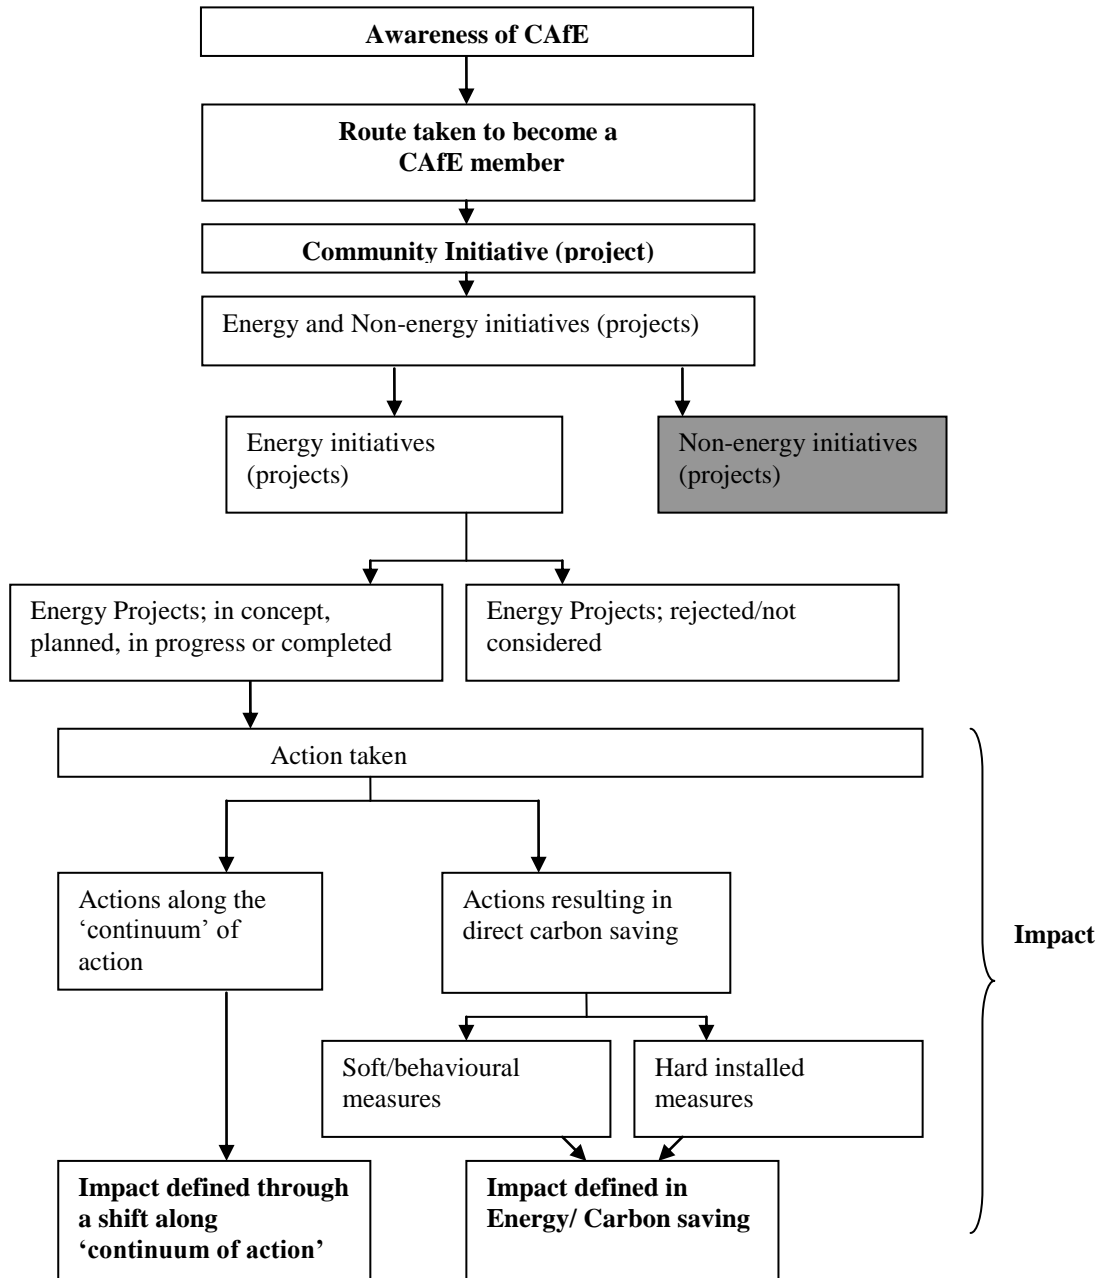 Awareness of CAfE
Route taken to become a
CAfE member
Community Initiative (project)
Energy and Non-energy initiatives (projects)
Energy initiatives
(projects)
Non-energy initiatives
(projects)
Energy Projects; in concept,
planned, in progress or completed
Energy Projects; rejected/not
considered
Action taken
Actions along the
‘continuum’ of
action
Actions resulting in
direct carbon saving
Impact
Soft/behavioural
measures
Hard installed
measures
Impact defined through
a shift along
‘continuum of action’
Impact defined in
Energy/ Carbon saving